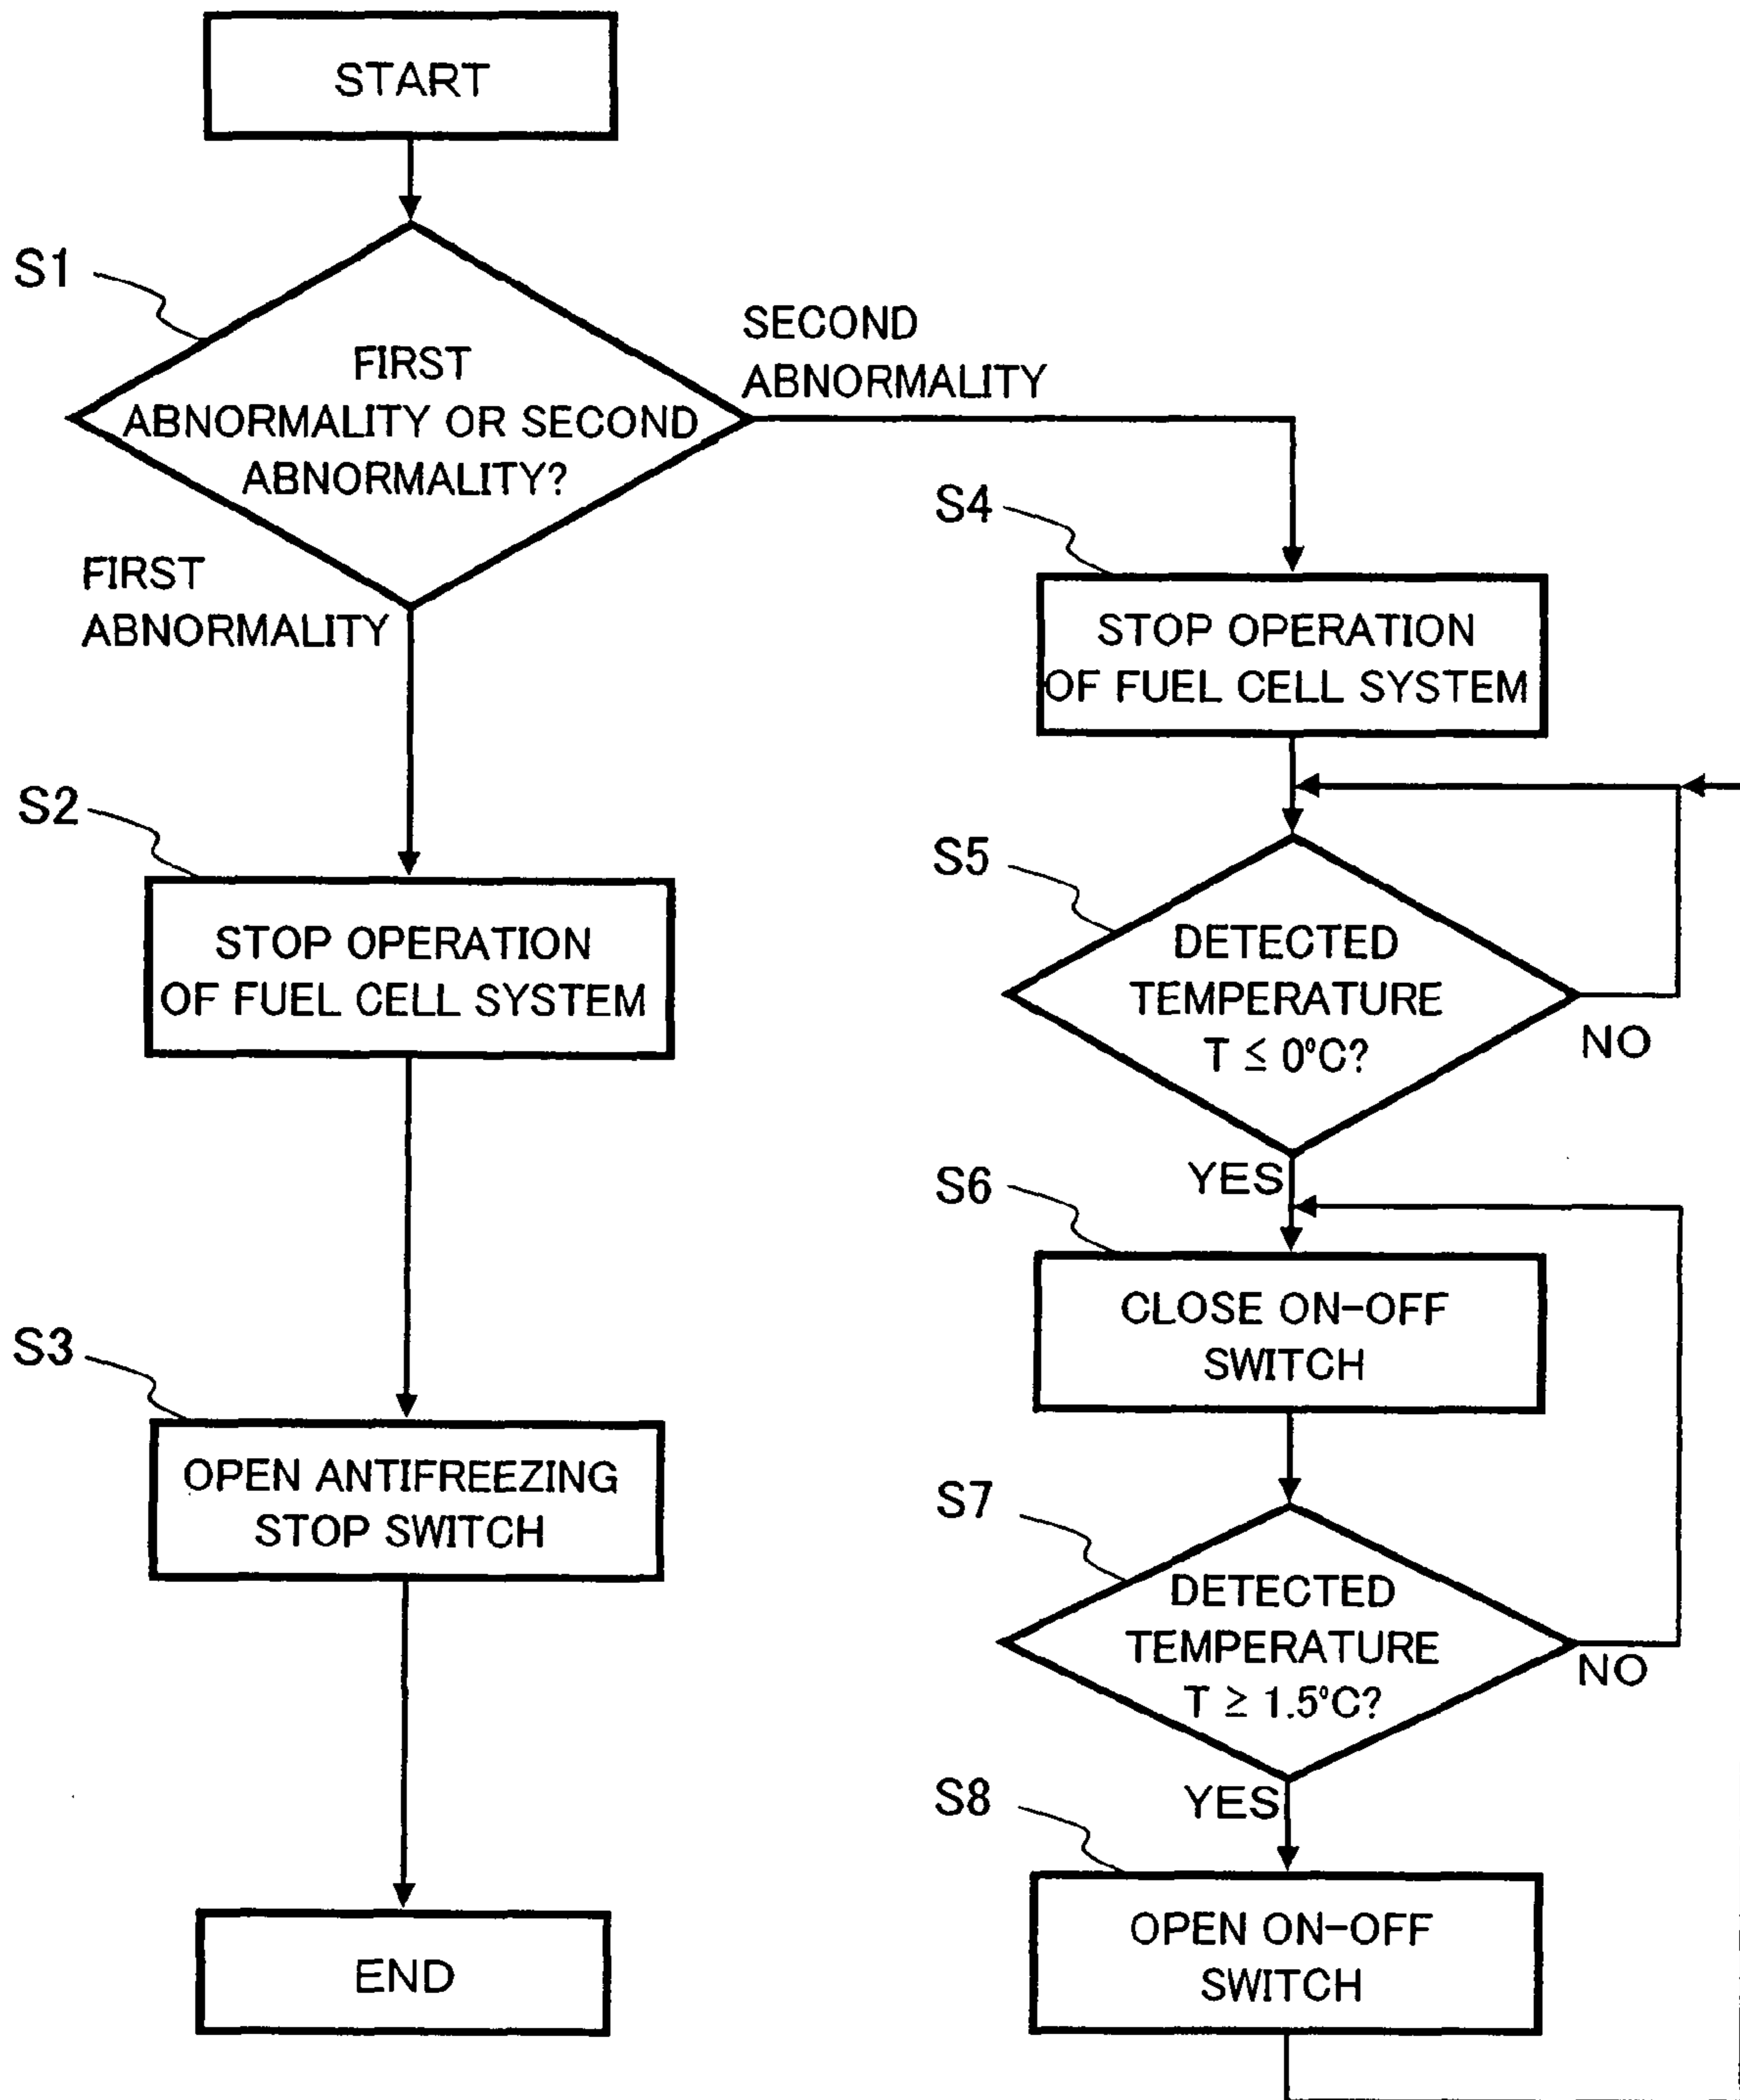 START
S1
FIRST
ABNORMALITY OR SECOND
ABNORMALITY?
SECOND
ABNORMALITY
FIRST
ABNORMALITY
S2
STOP OPERATION
OF FUEL CELL SYSTEM
S3
OPEN ANTIFREEZING
STOP SWITCH
END
S4
STOP OPERATION
OF FUEL CELL SYSTEM
S5
DETECTED
TEMPERATURE
T ≤ 0°C?
NO
YES
S6
CLOSE ON-OFF
SWITCH
S7
DETECTED
TEMPERATURE
T ≥ 1.5°C?
NO
YES
S8
OPEN ON-OFF
SWITCH